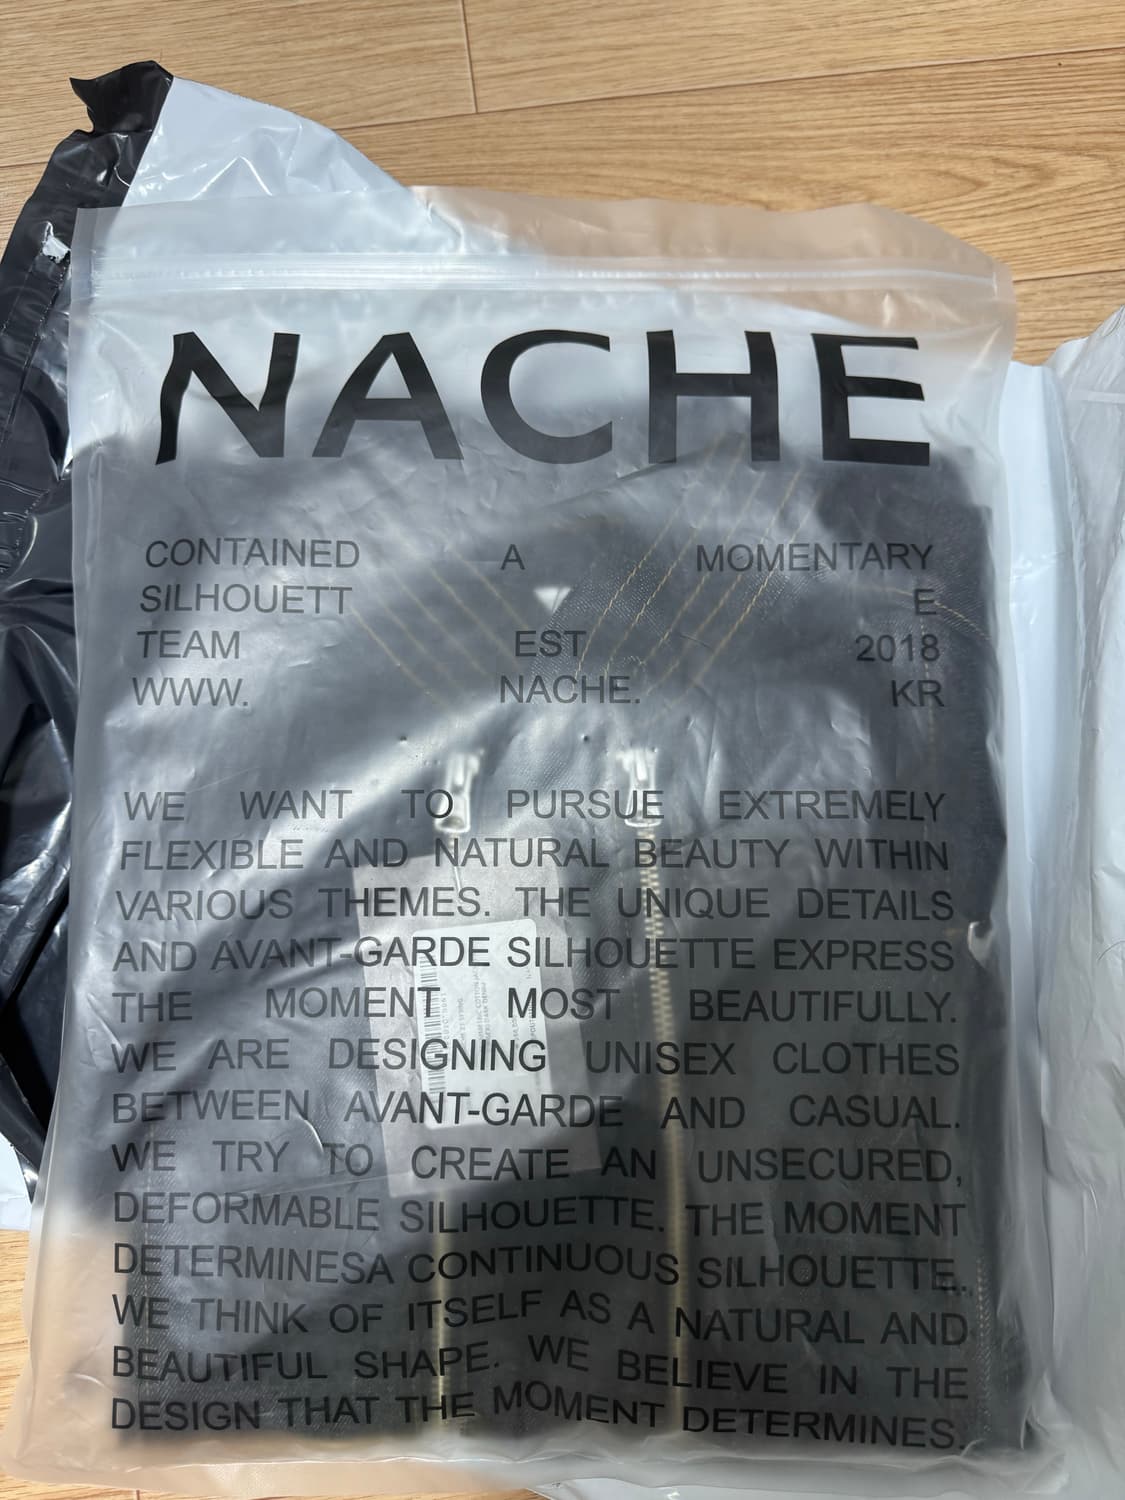 NACHE
CONTAINED A MOMENTARY
SILHOUETT E
TEAM EST 2018
WWW. NACHE. KR
WE WANT TO PURSUE EXTREMELY
FLEXIBLE AND NATURAL BEAUTY WITHIN
VARIOUS THEMES. THE UNIQUE DETAILS
AND AVANT-GARDE SILHOUETTE EXPRESS
THE MOMENT MOST BEAUTIFULLY.
WE ARE DESIGNING UNISEX CLOTHES
BETWEEN AVANT-GARDE AND CASUAL.
WE TRY TO CREATE AN UNSECURED,
DEFORMABLE SILHOUETTE. THE MOMENT
DETERMINESA CONTINUOUS SILHOUETTE.
WE THINK OF ITSELF AS A NATURAL AND
BEAUTIFUL SHAPE. WE BELIEVE IN THE
DESIGN THAT THE MOMENT DETERMINES.